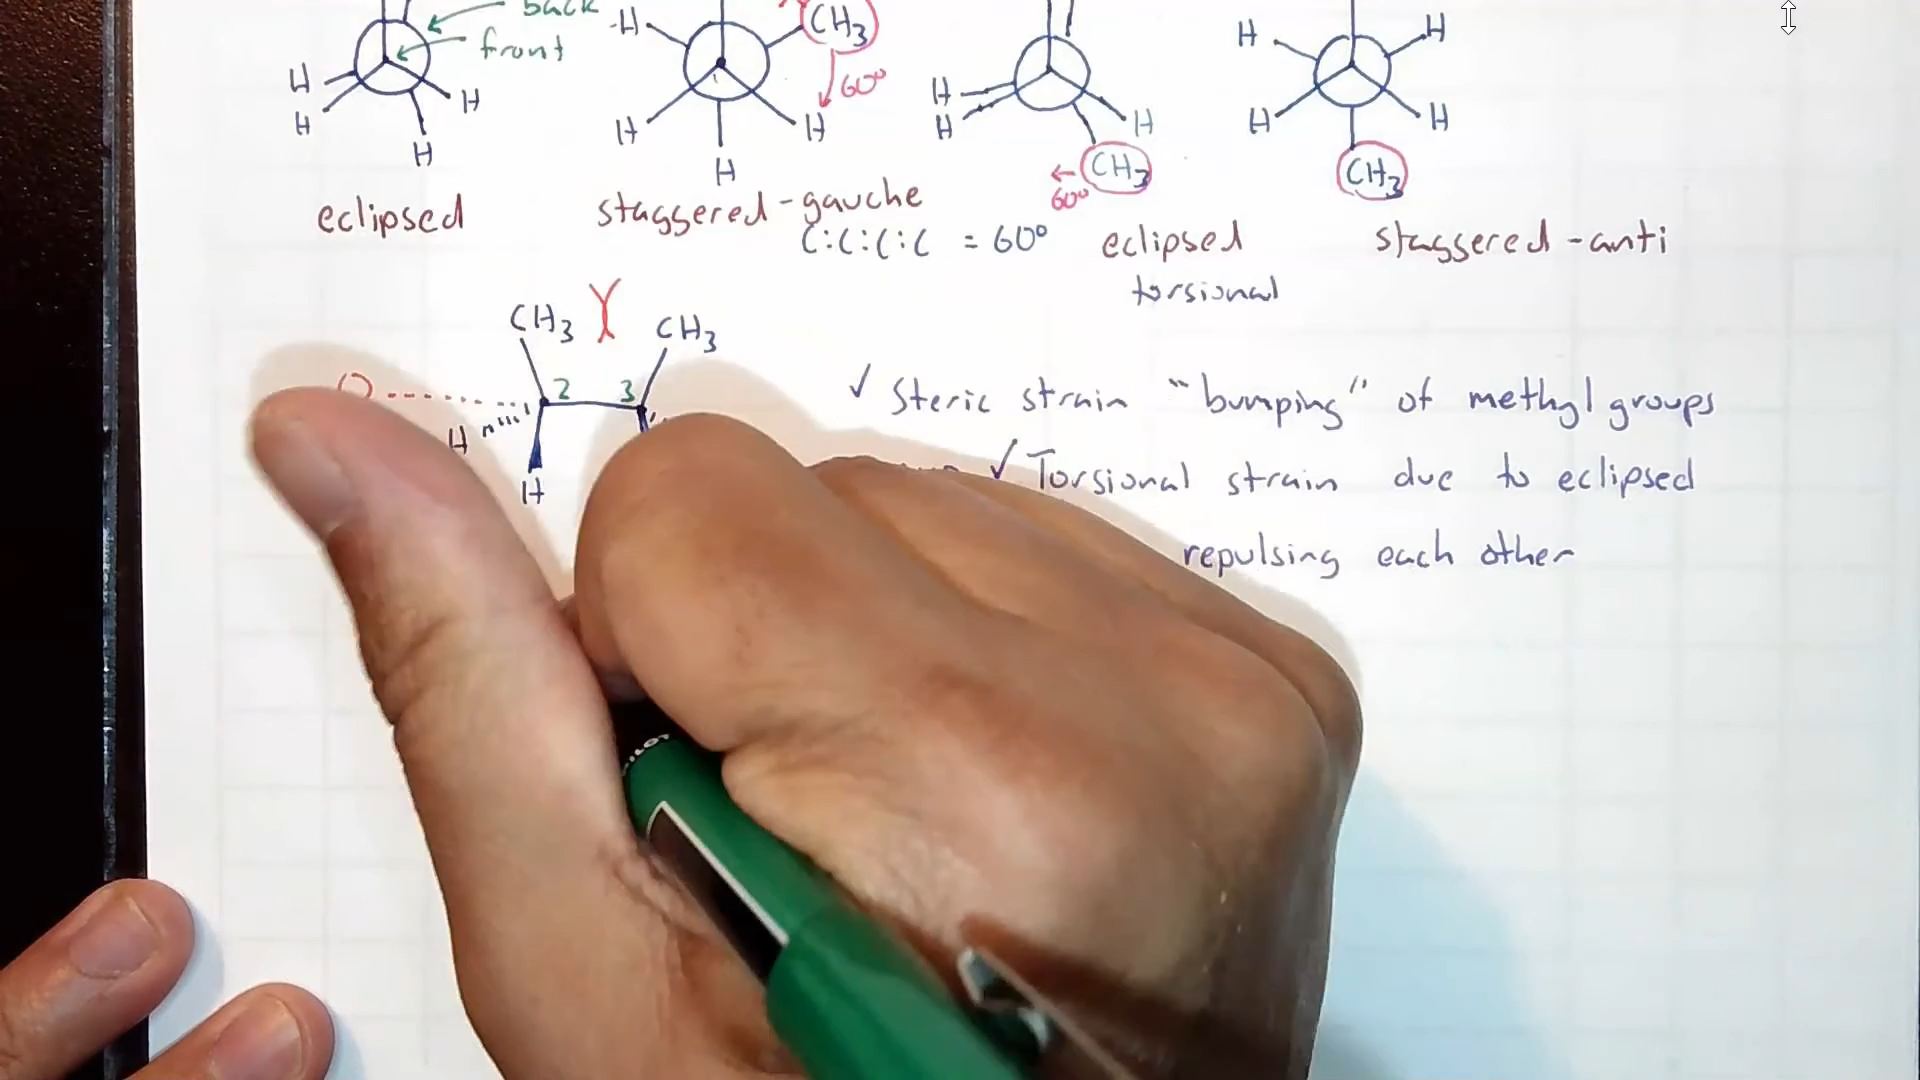 back
front
H
CH3
H
H
H H
60°
H
H
H
H
H
H
H
H
H
H
H
H
CH3
60°
CH3
eclipsed
staggered - gauche
C:C:C:C = 60°
eclipsed
torsional
staggered - anti
CH3
CH3
2 3
H
H
✓ Steric strain "bumping" of methyl groups
✓ Torsional strain due to eclipsed
repulsing each other
PILOT